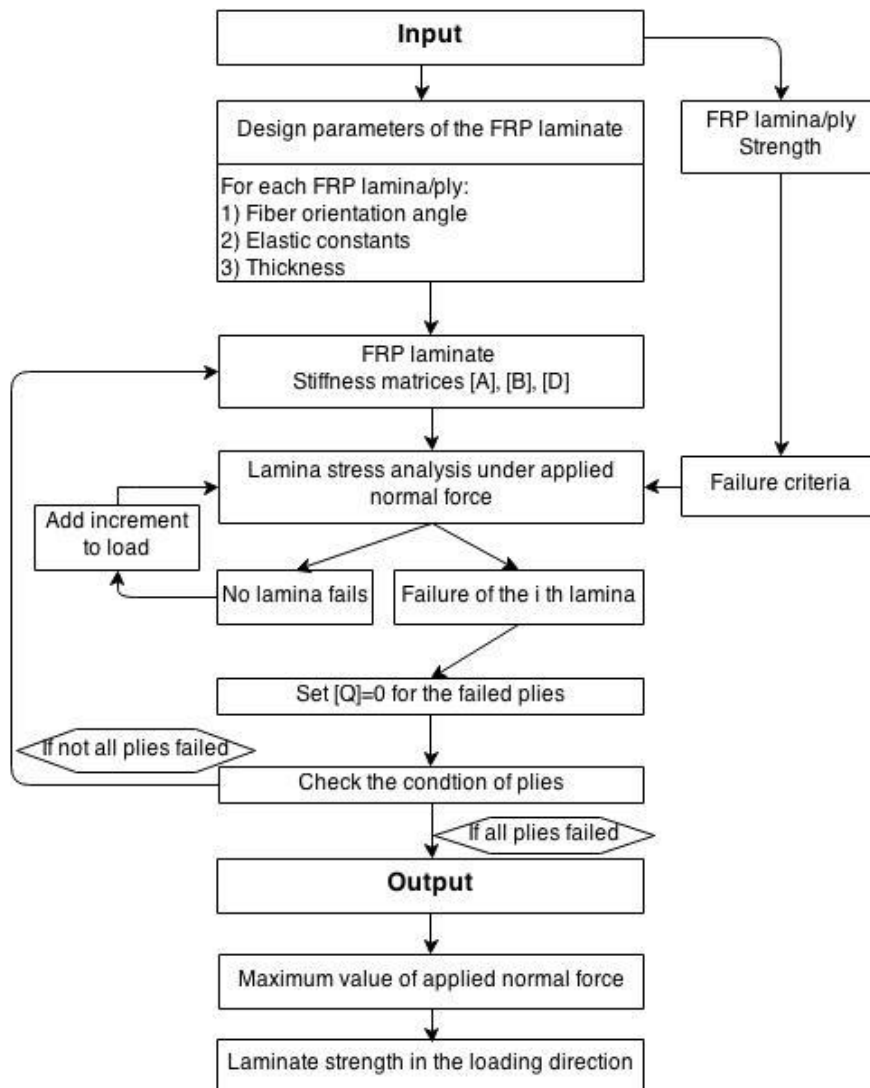 Input
Design parameters of the FRP laminate
FRP lamina/ply
Strength
For each FRP lamina/ply:
1) Fiber orientation angle
2) Elastic constants
3) Thickness
FRP laminate
Stiffness matrices [A], [B], [D]
Lamina stress analysis under applied
normal force
Failure criteria
Add increment
to load
No lamina fails
Failure of the i th lamina
Set [Q]=0 for the failed plies
If not all plies failed
Check the condtion of plies
If all plies failed
Output
Maximum value of applied normal force
Laminate strength in the loading direction